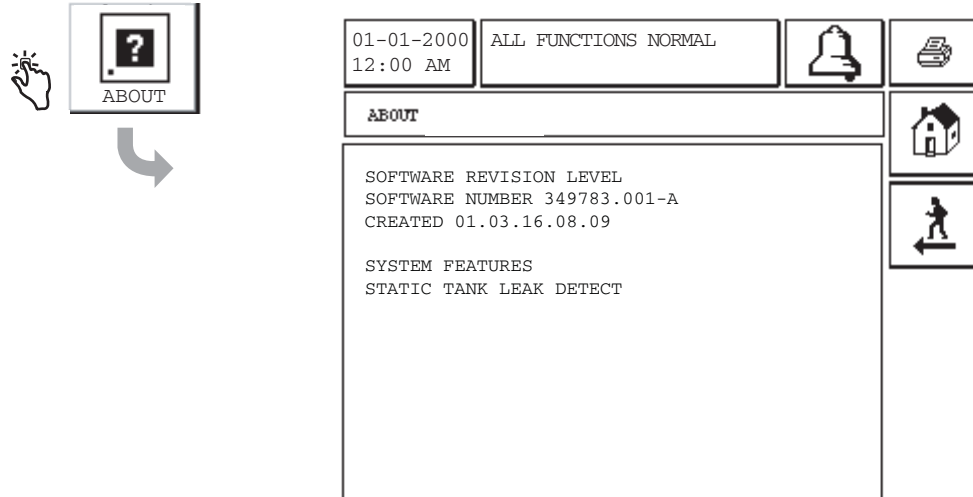 ?
ABOUT
01-01-2000
12:00 AM
ALL FUNCTIONS NORMAL
ABOUT
SOFTWARE REVISION LEVEL
SOFTWARE NUMBER 349783.001-A
CREATED 01.03.16.08.09
SYSTEM FEATURES
STATIC TANK LEAK DETECT